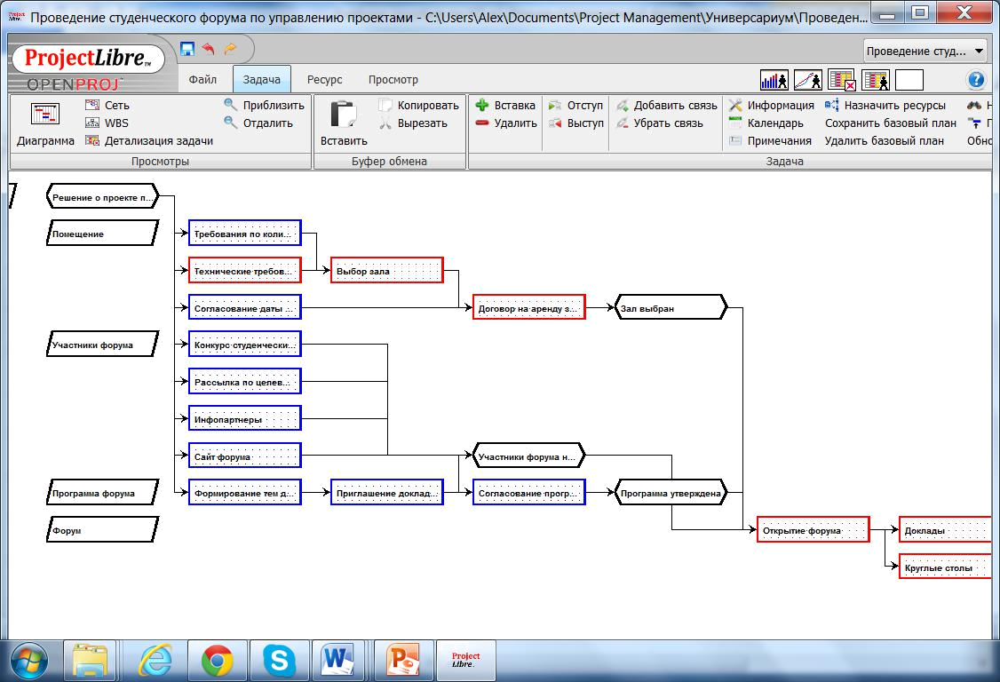 Проведение студенческого форума по управлению проектами - C:\Users\Alex\Documents\Project Management\Универсариум\Проведен...
ProjectLibre™
OPENPROJ
Проведение студ...
Файл Задача Ресурс Просмотр
Диаграмма
Сеть
WBS
Детализация задачи
Приблизить
Отдалить
Просмотры
Вставить
Копировать
Вырезать
Буфер обмена
Вставка
Удалить
Отступ
Выступ
Добавить связь
Убрать связь
Информация
Календарь
Примечания
Назначить ресурсы
Сохранить базовый план
Удалить базовый план
Н
П
Обнс
Задача
Решение о проекте п...
Помещение
Требования по коли...
Технические требов...
Выбор зала
Согласование даты ...
Договор на аренду з...
Зал выбран
Участники форума
Конкурс студенчески...
Рассылка по целев...
Инфопартнеры
Сайт форума
Участники форума н...
Программа форума
Формирование тем д...
Приглашение доклад...
Согласование прогр...
Программа утверждена
Форум
Открытие форума
Доклады
Круглые столы
Project
Libre.